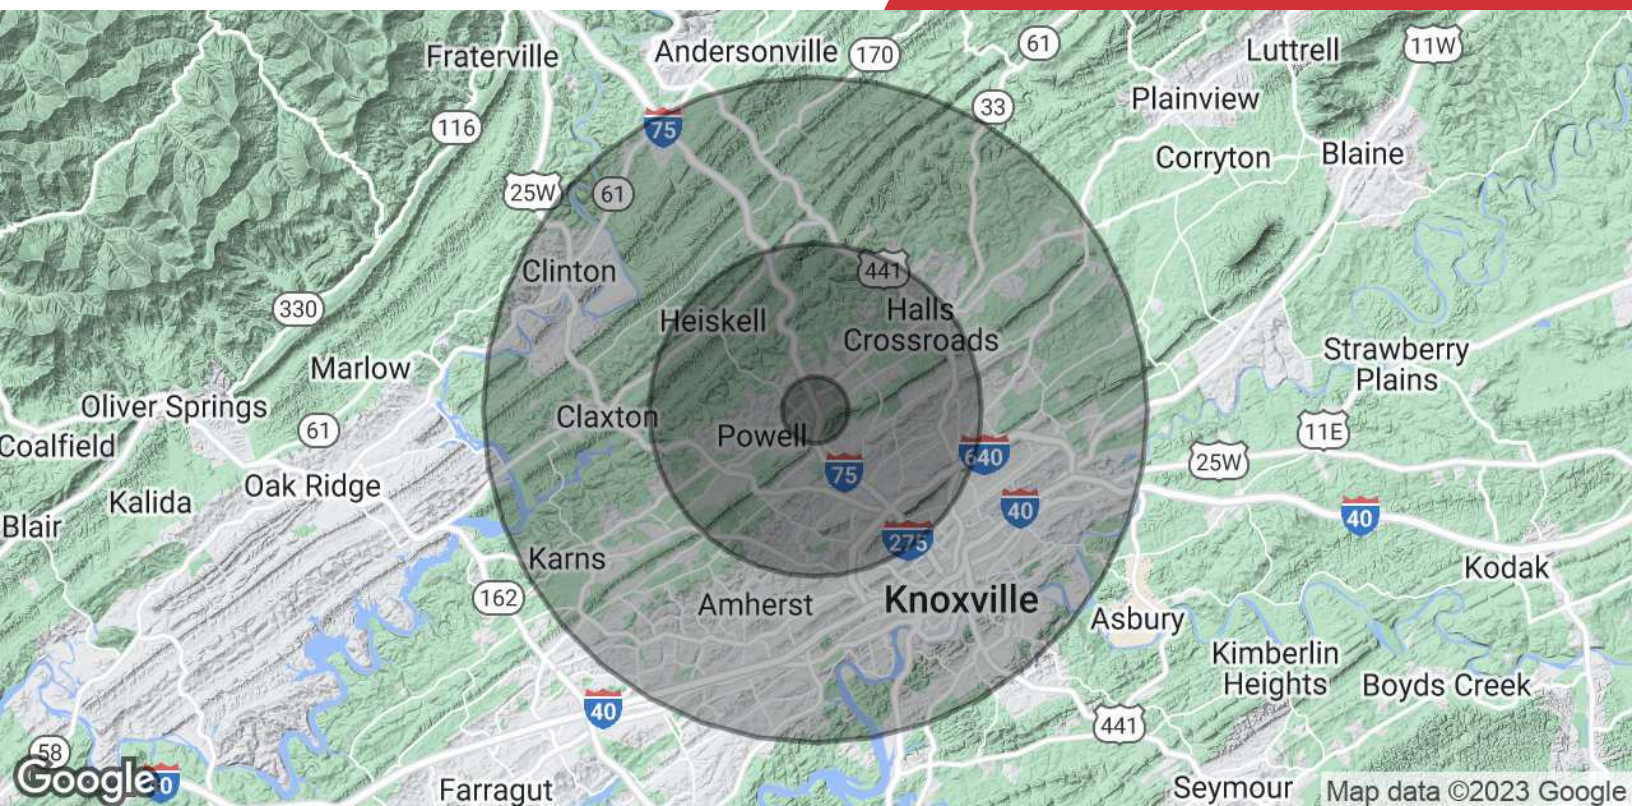 Fraterville
Andersonville
170
61
Luttrell
11W
116
75
33
Plainview
Corryton
Blaine
25W
61
Clinton
441
330
Heiskell
Halls
Crossroads
Marlow
Strawberry
Plains
Oliver Springs
61
Claxton
Powell
11E
Coalfield
640
25W
75
Oak Ridge
Kalida
40
40
Blair
275
Karns
Kodak
162
Amherst
Knoxville
Asbury
Kimberlin
Heights
Boyds Creek
40
441
58
Google
Farragut
Seymour
Map data ©2023 Google